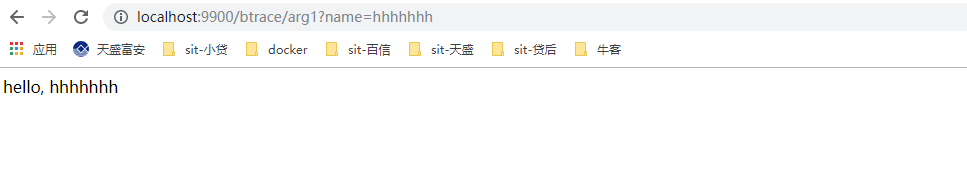 localhost:9900/btrace/arg1?name=hhhhhhh
应用 天盛富安 sit-小贷 docker sit-百信 sit-天盛 sit-贷后 牛客
hello, hhhhhhh